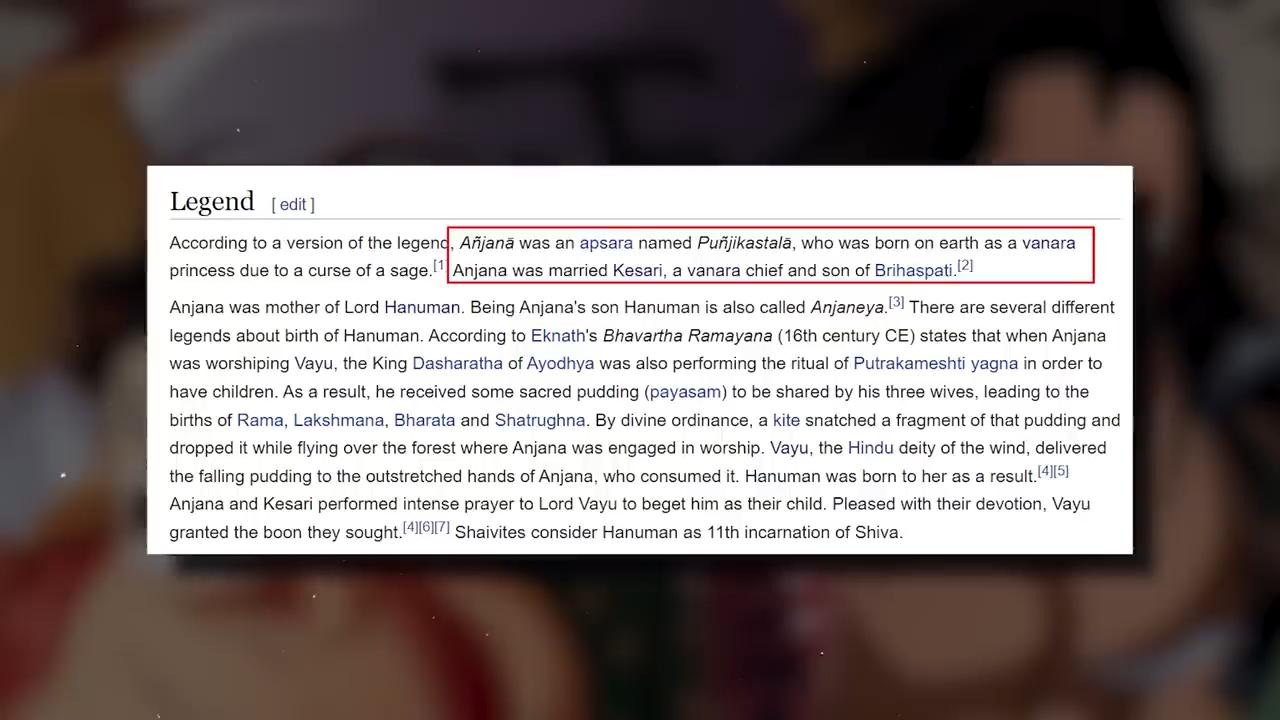 Legend [ edit ]
According to a version of the legend, Añjanā was an apsara named Puñjikastalā, who was born on earth as a vanara
princess due to a curse of a sage.[1] Anjana was married Kesari, a vanara chief and son of Brihaspati.[2]
Anjana was mother of Lord Hanuman. Being Anjana's son Hanuman is also called Anjaneya.[3] There are several different
legends about birth of Hanuman. According to Eknath's Bhavartha Ramayana (16th century CE) states that when Anjana
was worshiping Vayu, the King Dasharatha of Ayodhya was also performing the ritual of Putrakameshti yagna in order to
have children. As a result, he received some sacred pudding (payasam) to be shared by his three wives, leading to the
births of Rama, Lakshmana, Bharata and Shatrughna. By divine ordinance, a kite snatched a fragment of that pudding and
dropped it while flying over the forest where Anjana was engaged in worship. Vayu, the Hindu deity of the wind, delivered
the falling pudding to the outstretched hands of Anjana, who consumed it. Hanuman was born to her as a result.[4][5]
Anjana and Kesari performed intense prayer to Lord Vayu to beget him as their child. Pleased with their devotion, Vayu
granted the boon they sought.[4][6][7] Shaivites consider Hanuman as 11th incarnation of Shiva.